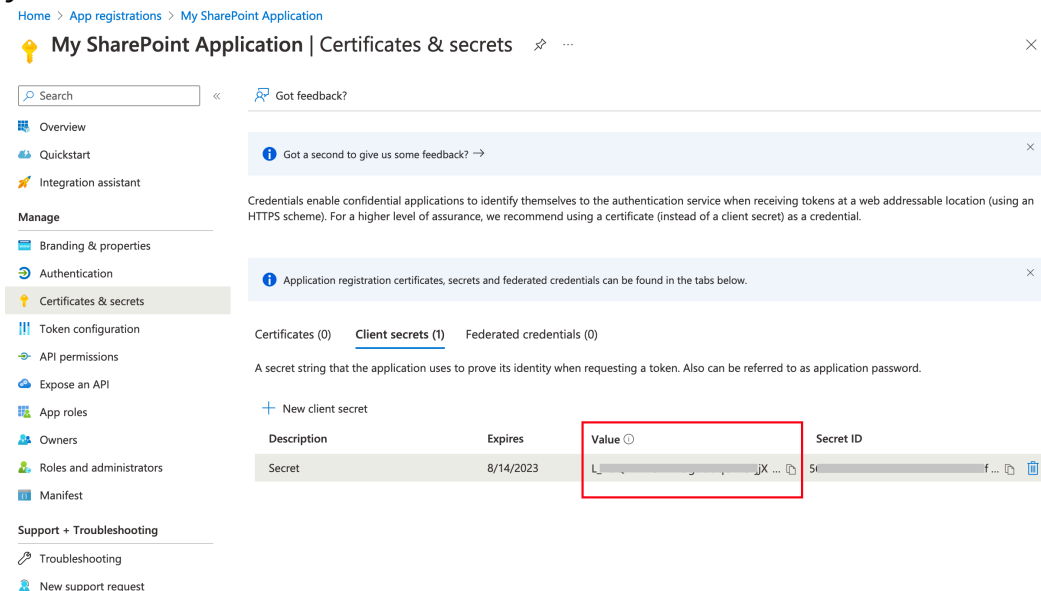 Home > App registrations > My SharePoint Application
My SharePoint Application | Certificates & secrets
Search
Overview
Quickstart
Integration assistant
Manage
Branding & properties
Authentication
Certificates & secrets
Token configuration
API permissions
Expose an API
App roles
Owners
Roles and administrators
Manifest
Support + Troubleshooting
Troubleshooting
New support request
Got feedback?
Got a second to give us some feedback? →
Credentials enable confidential applications to identify themselves to the authentication service when receiving tokens at a web addressable location (using an
HTTPS scheme). For a higher level of assurance, we recommend using a certificate (instead of a client secret) as a credential.
Application registration certificates, secrets and federated credentials can be found in the tabs below.
Certificates (0) Client secrets (1) Federated credentials (0)
A secret string that the application uses to prove its identity when requesting a token. Also can be referred to as application password.
New client secret
Description Expires Value Secret ID
Secret 8/14/2023